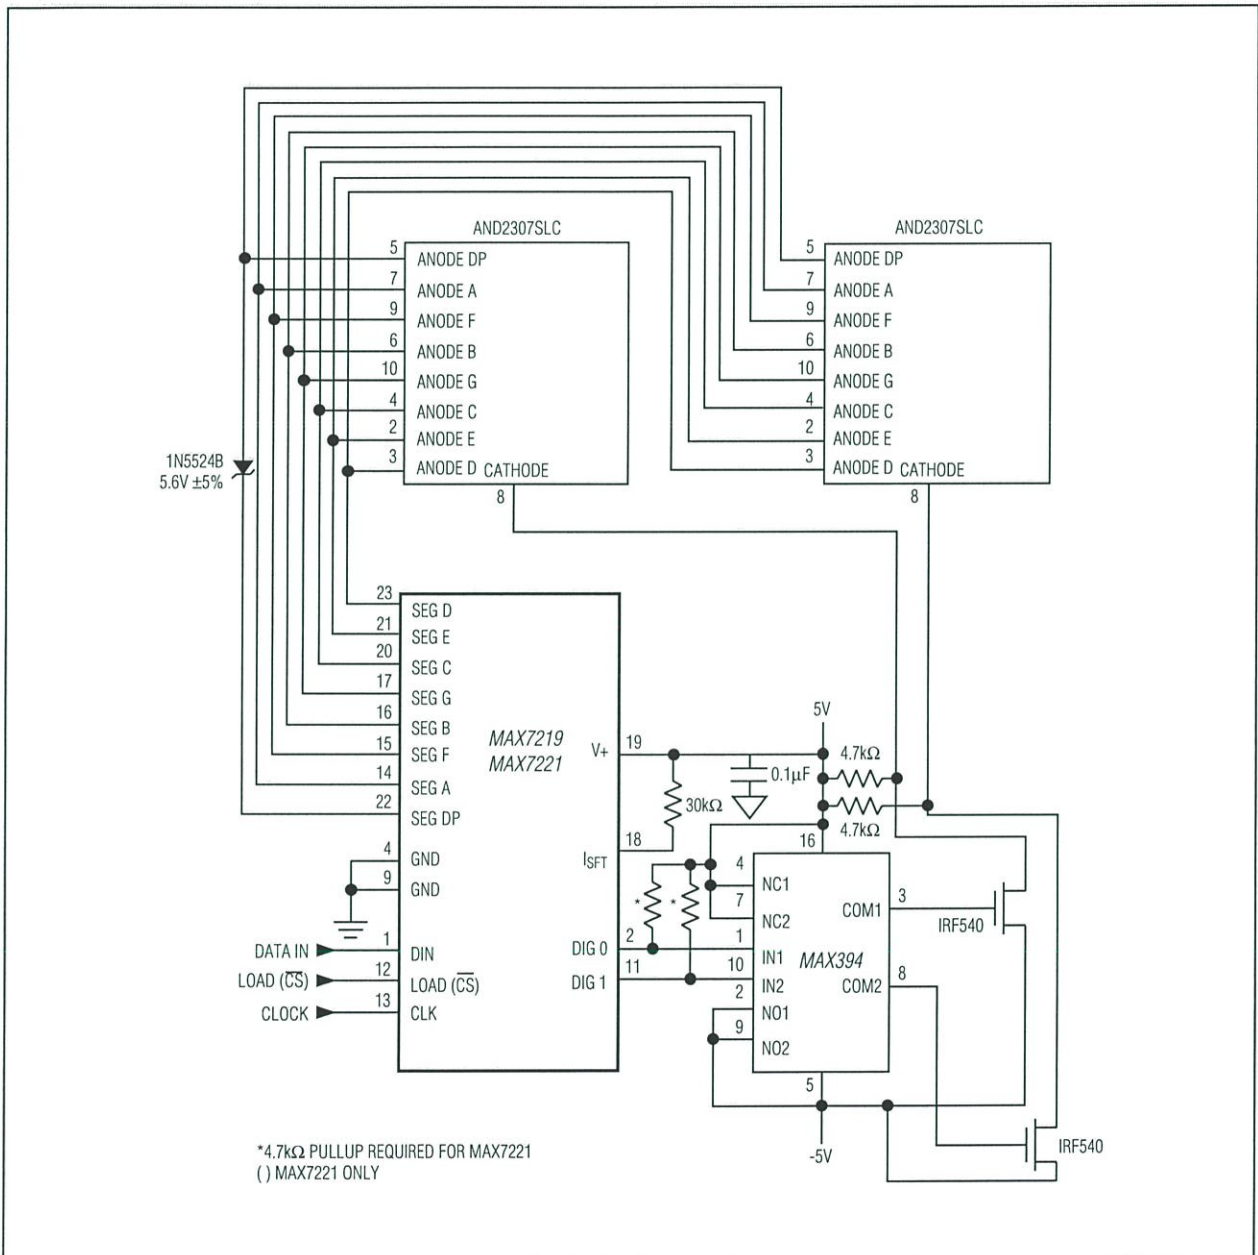 AND2307SLC
5
ANODE DP
7
ANODE A
9
ANODE F
6
ANODE B
10
ANODE G
4
ANODE C
2
ANODE E
3
ANODE D CATHODE
8
AND2307SLC
5
ANODE DP
7
ANODE A
9
ANODE F
6
ANODE B
10
ANODE G
4
ANODE C
2
ANODE E
3
ANODE D CATHODE
8
1N5524B
5.6V ±5%
23
SEG D
21
SEG E
20
SEG C
17
SEG G
16
SEG B
15
SEG F
14
SEG A
22
SEG DP
4
GND
9
GND
DATA IN
1
DIN
LOAD (C̅S̅)
12
LOAD (C̅S̅)
CLOCK
13
CLK
MAX7219
MAX7221
V+
19
ISFT
18
DIG 0
2
DIG 1
11
30kΩ
0.1µF
5V
4.7kΩ
4.7kΩ
*
*
16
4
NC1
7
NC2
1
IN1
10
IN2
2
NO1
9
NO2
MAX394
COM1
3
COM2
8
5
-5V
IRF540
IRF540
*4.7kΩ PULLUP REQUIRED FOR MAX7221
( ) MAX7221 ONLY